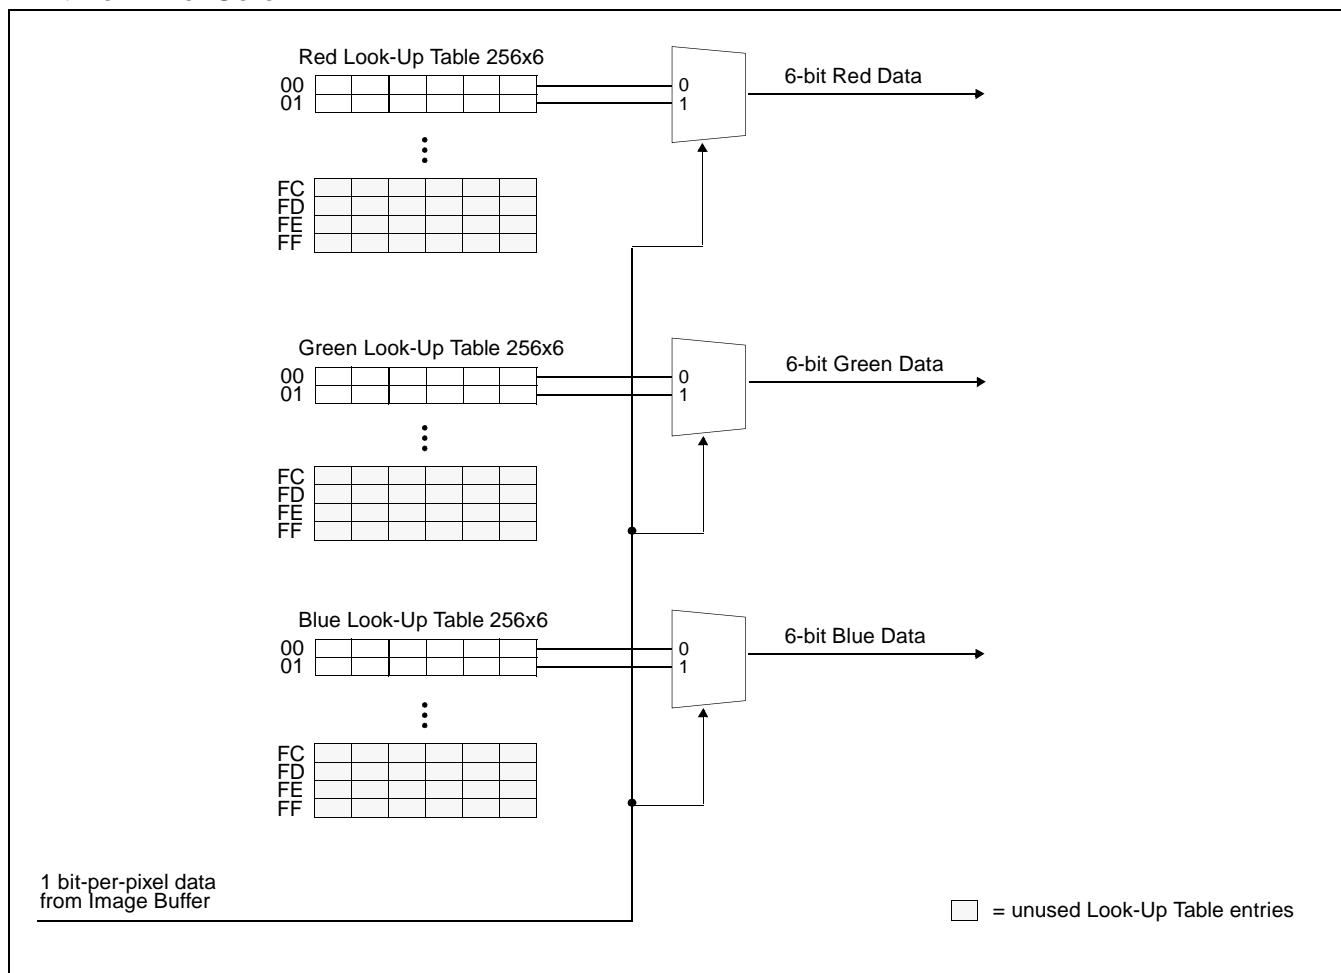 Red Look-Up Table 256x6
00
01
FC
FD
FE
FF
0
1
6-bit Red Data
Green Look-Up Table 256x6
00
01
FC
FD
FE
FF
0
1
6-bit Green Data
Blue Look-Up Table 256x6
00
01
FC
FD
FE
FF
0
1
6-bit Blue Data
1 bit-per-pixel data
from Image Buffer
= unused Look-Up Table entries